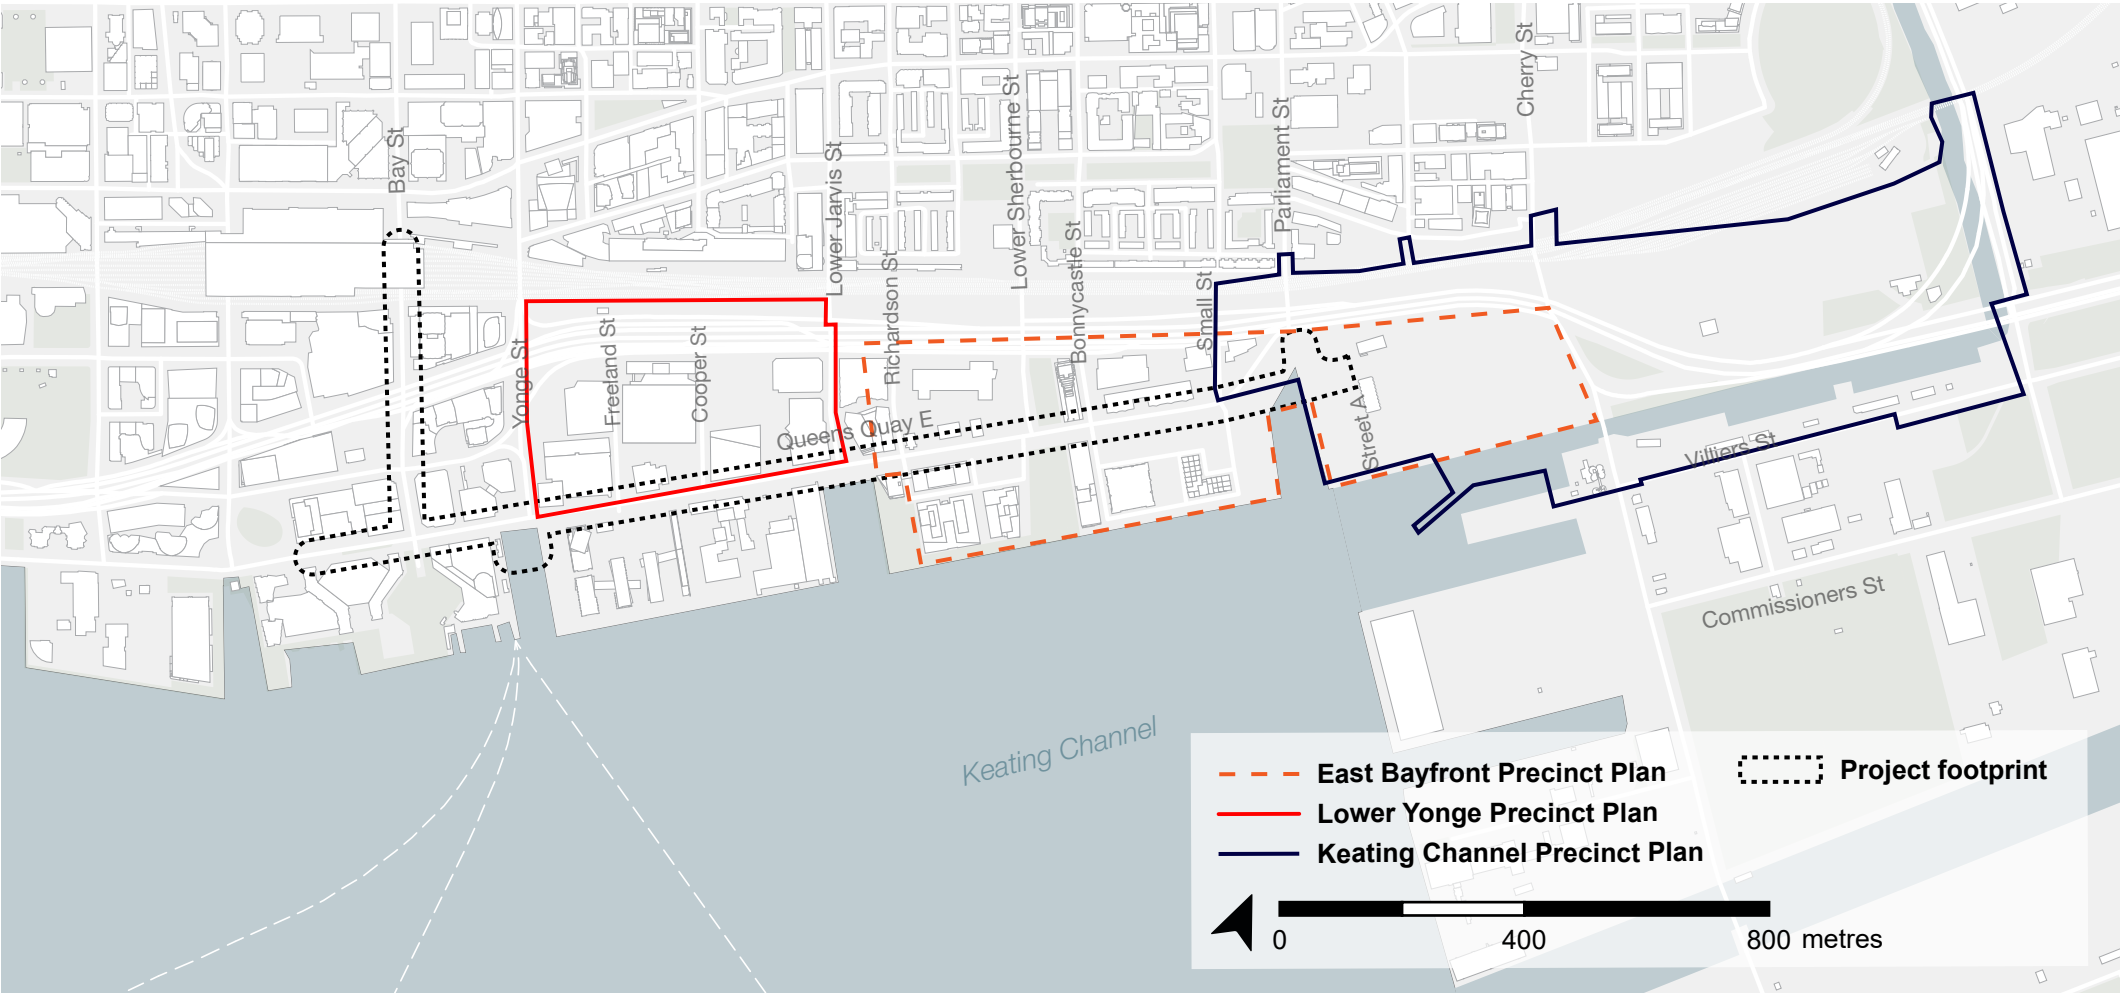 Cherry St
Lower Sherbourne St
Parliament St
Bay St
Lower Jarvis St
Bonnycastle St
Richardson St
Small St
Yonge St
Freeland St
Cooper St
Queens Quay E
Street A
Villiers St
Commissioners St
Keating Channel
East Bayfront Precinct Plan
Lower Yonge Precinct Plan
Keating Channel Precinct Plan
Project footprint
0 400 800 metres